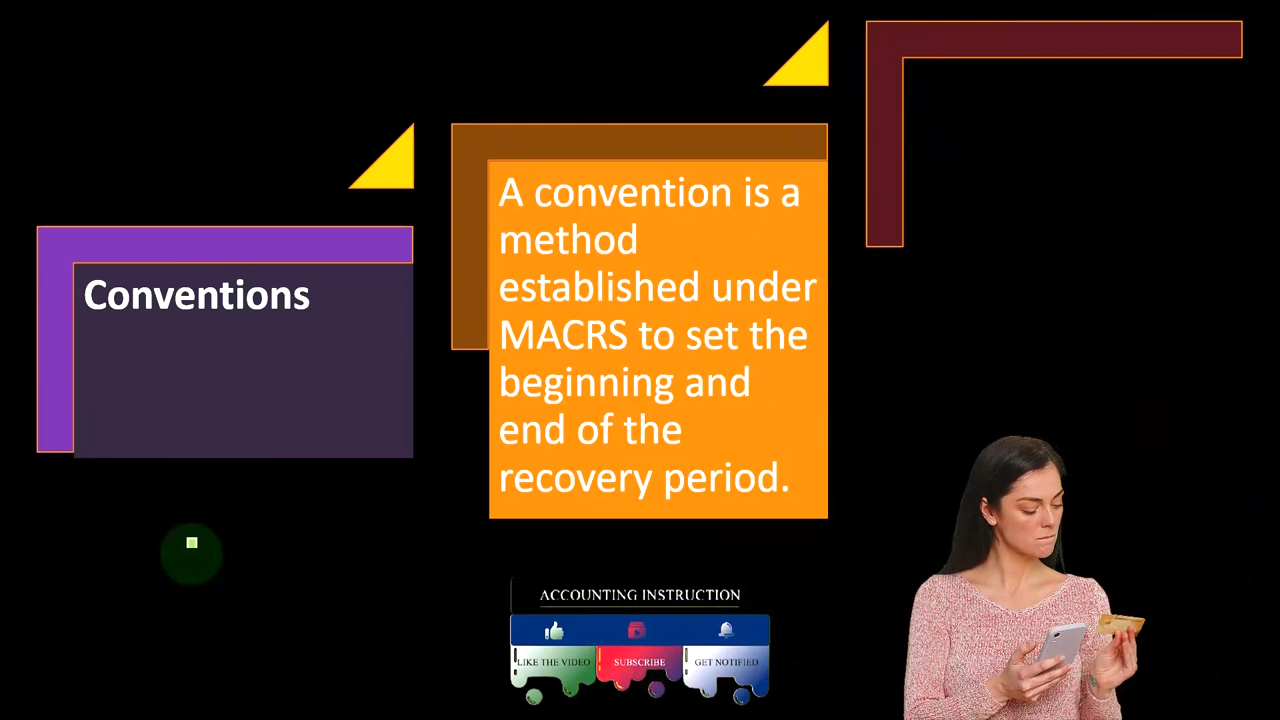 Conventions
A convention is a
method
established under
MACRS to set the
beginning and
end of the
recovery period.
ACCOUNTING INSTRUCTION
LIKE THE VIDEO
SUBSCRIBE
GET NOTIFIED